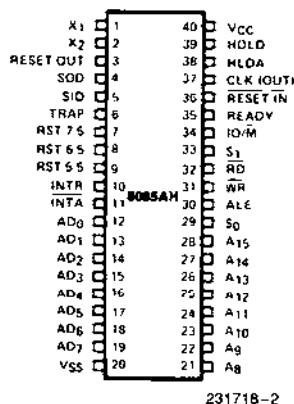 X1 1 40 VCC
X2 2 39 HOLD
RESET OUT 3 38 HLDA
SOD 4 37 CLK (OUT)
SID 5 36 RESET IN
TRAP 6 35 READY
RST 7.5 7 34 IO/M
RST 6.5 8 33 S1
RST 5.5 9 32 RD
INTR 10 8085AH 31 WR
INTA 11 30 ALE
AD0 12 29 S0
AD1 13 28 A15
AD2 14 27 A14
AD3 15 26 A13
AD4 16 25 A12
AD5 17 24 A11
AD6 18 23 A10
AD7 19 22 A9
VSS 20 21 A8
231718-2